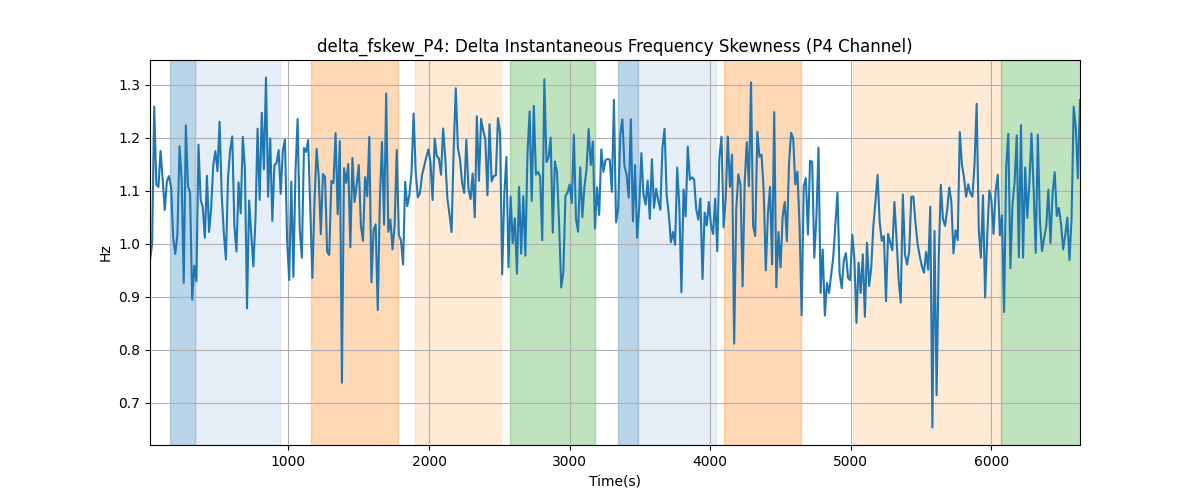 delta_fskew_P4: Delta Instantaneous Frequency Skewness (P4 Channel)
1.3
1.2
1.1
1.0
0.9
0.8
0.7
Hz
1000 2000 3000 4000 5000 6000
Time(s)